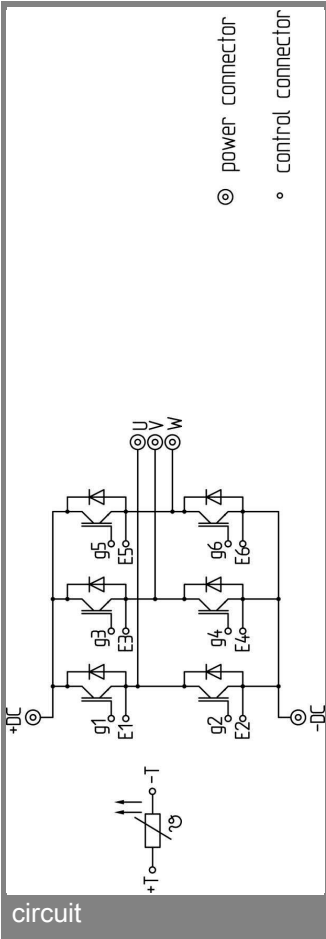 power connector
control connector
U
V
W
g5
E5
g6
E6
g3
E3
g4
E4
g1
E1
g2
E2
+DC
-DC
-T
+T
ϑ
circuit